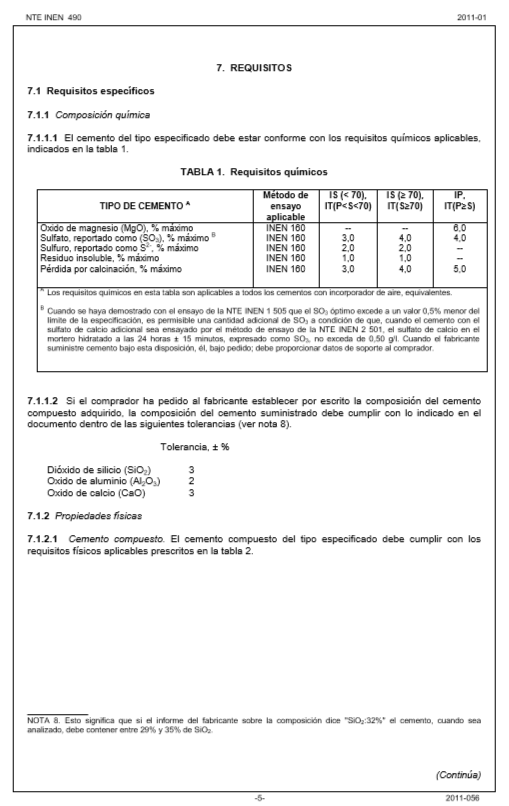 NTE INEN 490 2011-01
7. REQUISITOS
7.1 Requisitos específicos
7.1.1 Composición química
7.1.1.1 El cemento del tipo especificado debe estar conforme con los requisitos químicos aplicables,
indicados en la tabla 1.
TABLA 1. Requisitos químicos
TIPO DE CEMENTO A Método de ensayo aplicable IS (< 70), IT(P<S<70) IS (≥ 70), IT(S≥70) IP, IT(P≥S)
Oxido de magnesio (MgO), % máximo INEN 160 -- -- 6,0
Sulfato, reportado como (SO3), % máximo B INEN 160 3,0 4,0 4,0
Sulfuro, reportado como S2-, % máximo INEN 160 2,0 2,0 --
Residuo insoluble, % máximo INEN 160 1,0 1,0 --
Pérdida por calcinación, % máximo INEN 160 3,0 4,0 5,0
A Los requisitos químicos en esta tabla son aplicables a todos los cementos con incorporador de aire, equivalentes.
B Cuando se haya demostrado con el ensayo de la NTE INEN 1 505 que el SO3 óptimo excede a un valor 0,5% menor del
límite de la especificación, es permisible una cantidad adicional de SO3 a condición de que, cuando el cemento con el
sulfato de calcio adicional sea ensayado por el método de ensayo de la NTE INEN 2 501, el sulfato de calcio en el
mortero hidratado a las 24 horas ± 15 minutos, expresado como SO3, no exceda de 0,50 g/l. Cuando el fabricante
suministre cemento bajo esta disposición, él, bajo pedido; debe proporcionar datos de soporte al comprador.
7.1.1.2 Si el comprador ha pedido al fabricante establecer por escrito la composición del cemento
compuesto adquirido, la composición del cemento suministrado debe cumplir con lo indicado en el
documento dentro de las siguientes tolerancias (ver nota 8).
Tolerancia, ± %
Dióxido de silicio (SiO2) 3
Oxido de aluminio (Al2O3) 2
Oxido de calcio (CaO) 3
7.1.2 Propiedades físicas
7.1.2.1 Cemento compuesto. El cemento compuesto del tipo especificado debe cumplir con los
requisitos físicos aplicables prescritos en la tabla 2.
NOTA 8. Esto significa que si el informe del fabricante sobre la composición dice "SiO2:32%" el cemento, cuando sea
analizado, debe contener entre 29% y 35% de SiO2.
(Continúa)
-5- 2011-056